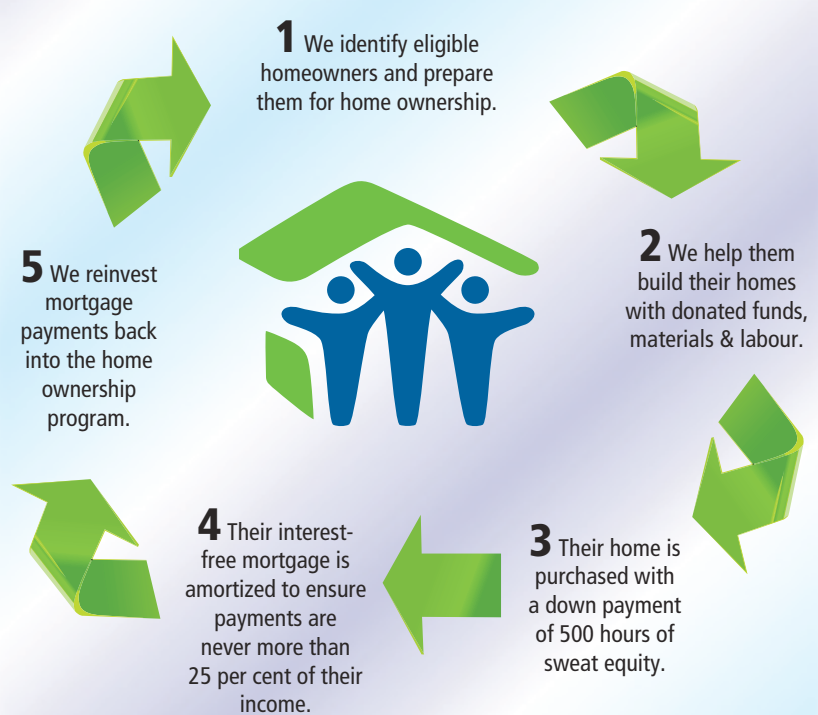 1 We identify eligible
homeowners and prepare
them for home ownership.
2 We help them
build their homes
with donated funds,
materials & labour.
3 Their home is
purchased with
a down payment
of 500 hours of
sweat equity.
4 Their interest-
free mortgage is
amortized to ensure
payments are
never more than
25 per cent of their
income.
5 We reinvest
mortgage
payments back
into the home
ownership
program.